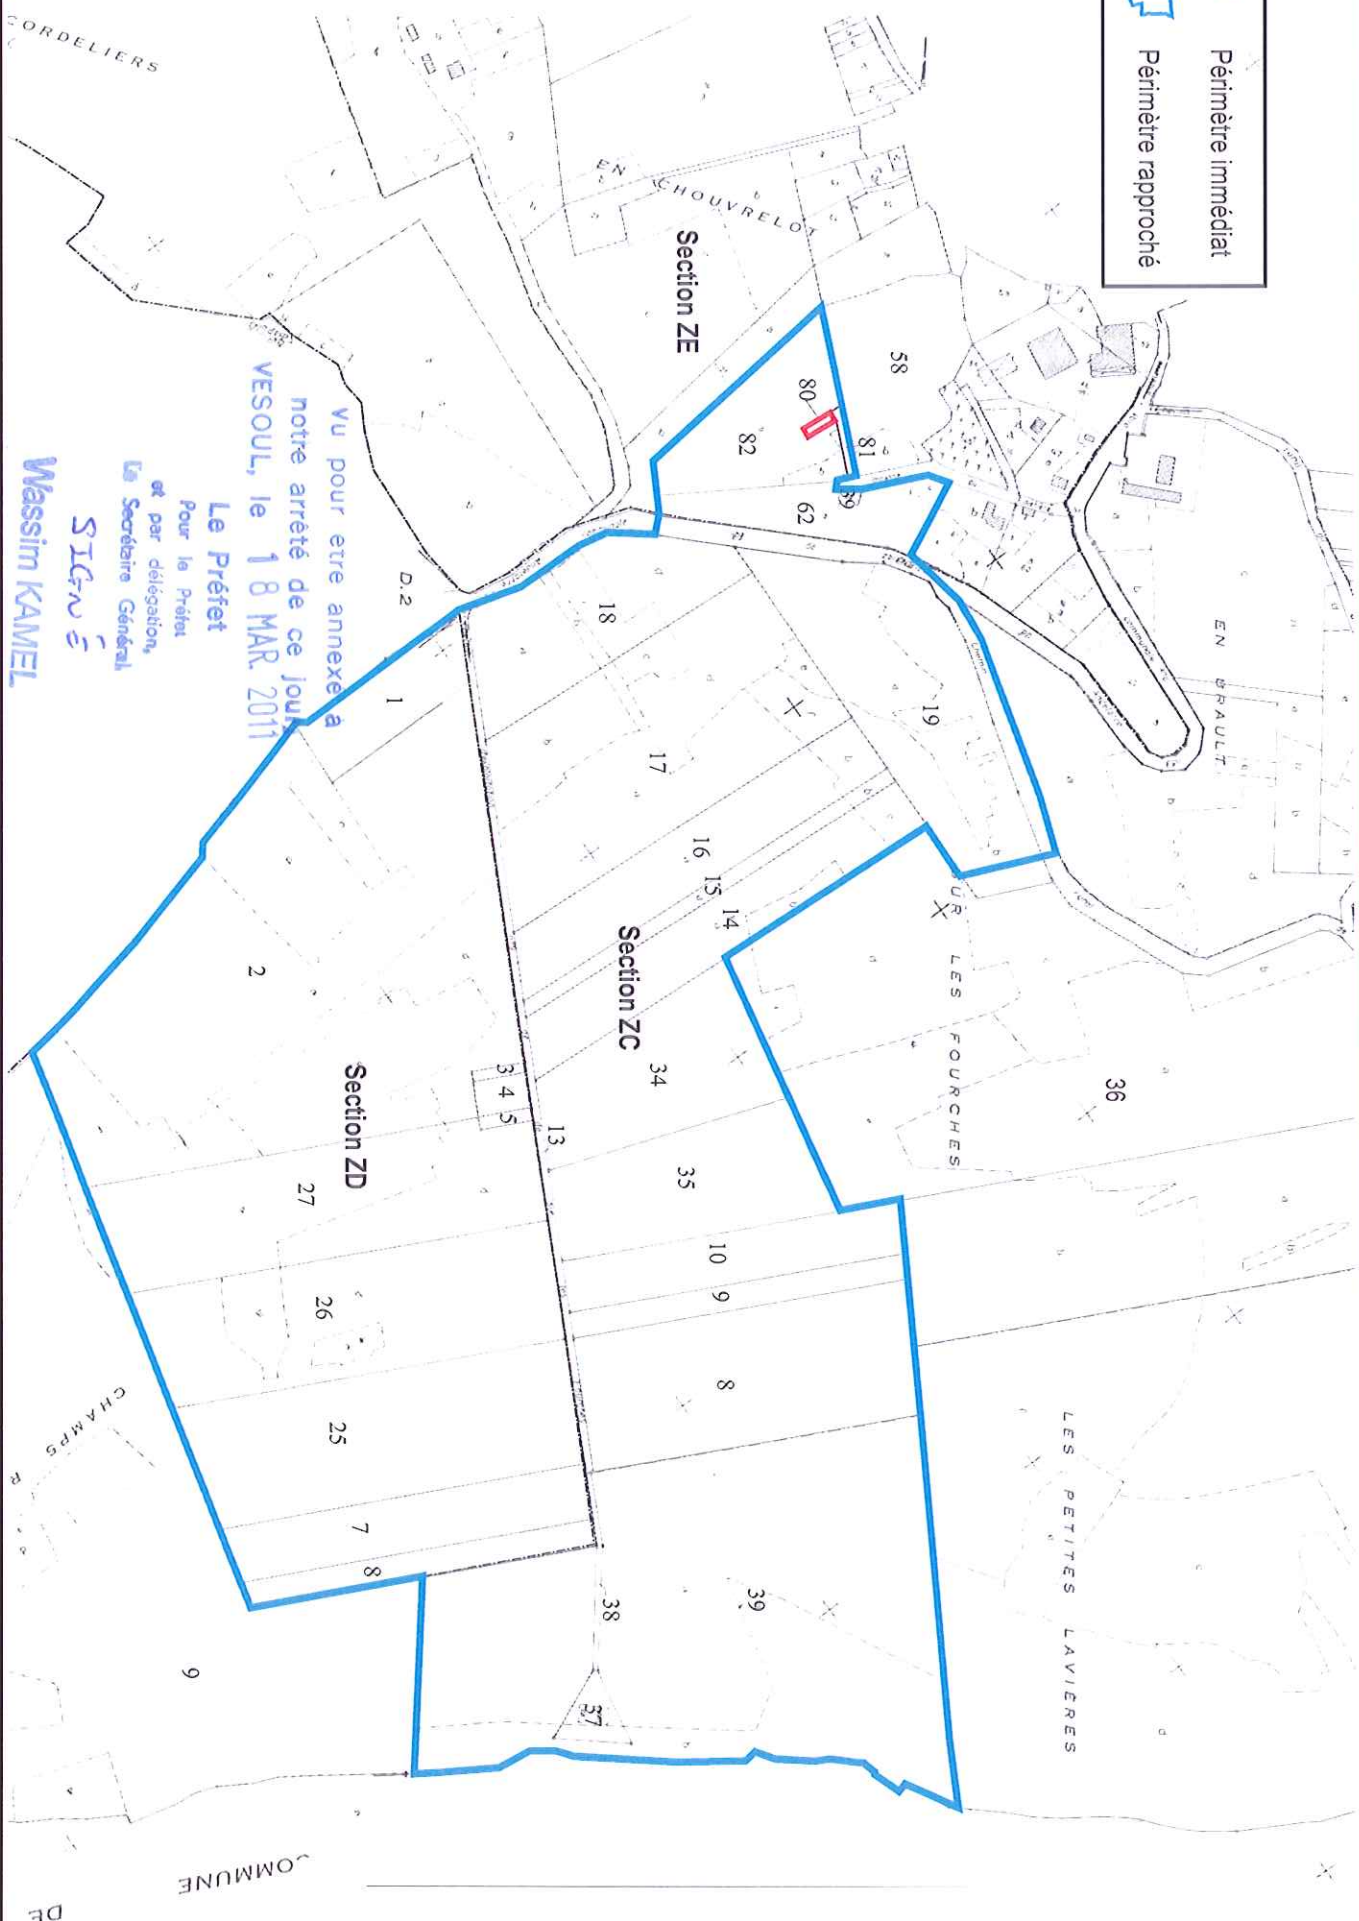 Périmètre immédiat
Périmètre rapproché
CORDELIERS
EN CHOUVRELOT
Section ZE
58
80
81
82
62
EN BRAULT
D.2
18
19
17
16
15
14
Section ZC
SUR LES FOURCHES
36
34
35
13
10
9
8
LES PETITES LAVIERES
1
2
3 4 5
Section ZD
27
26
25
7
8
9
38
39
37
CHAMPS
COMMUNE
DE
vu pour etre annexé à
notre arrêté de ce jour
VESOUL, le 18 MAR. 2011
Le Préfet
Pour le Préfet
et par délégation,
Le Secrétaire Général,
SIGNÉ
Wassim KAMEL